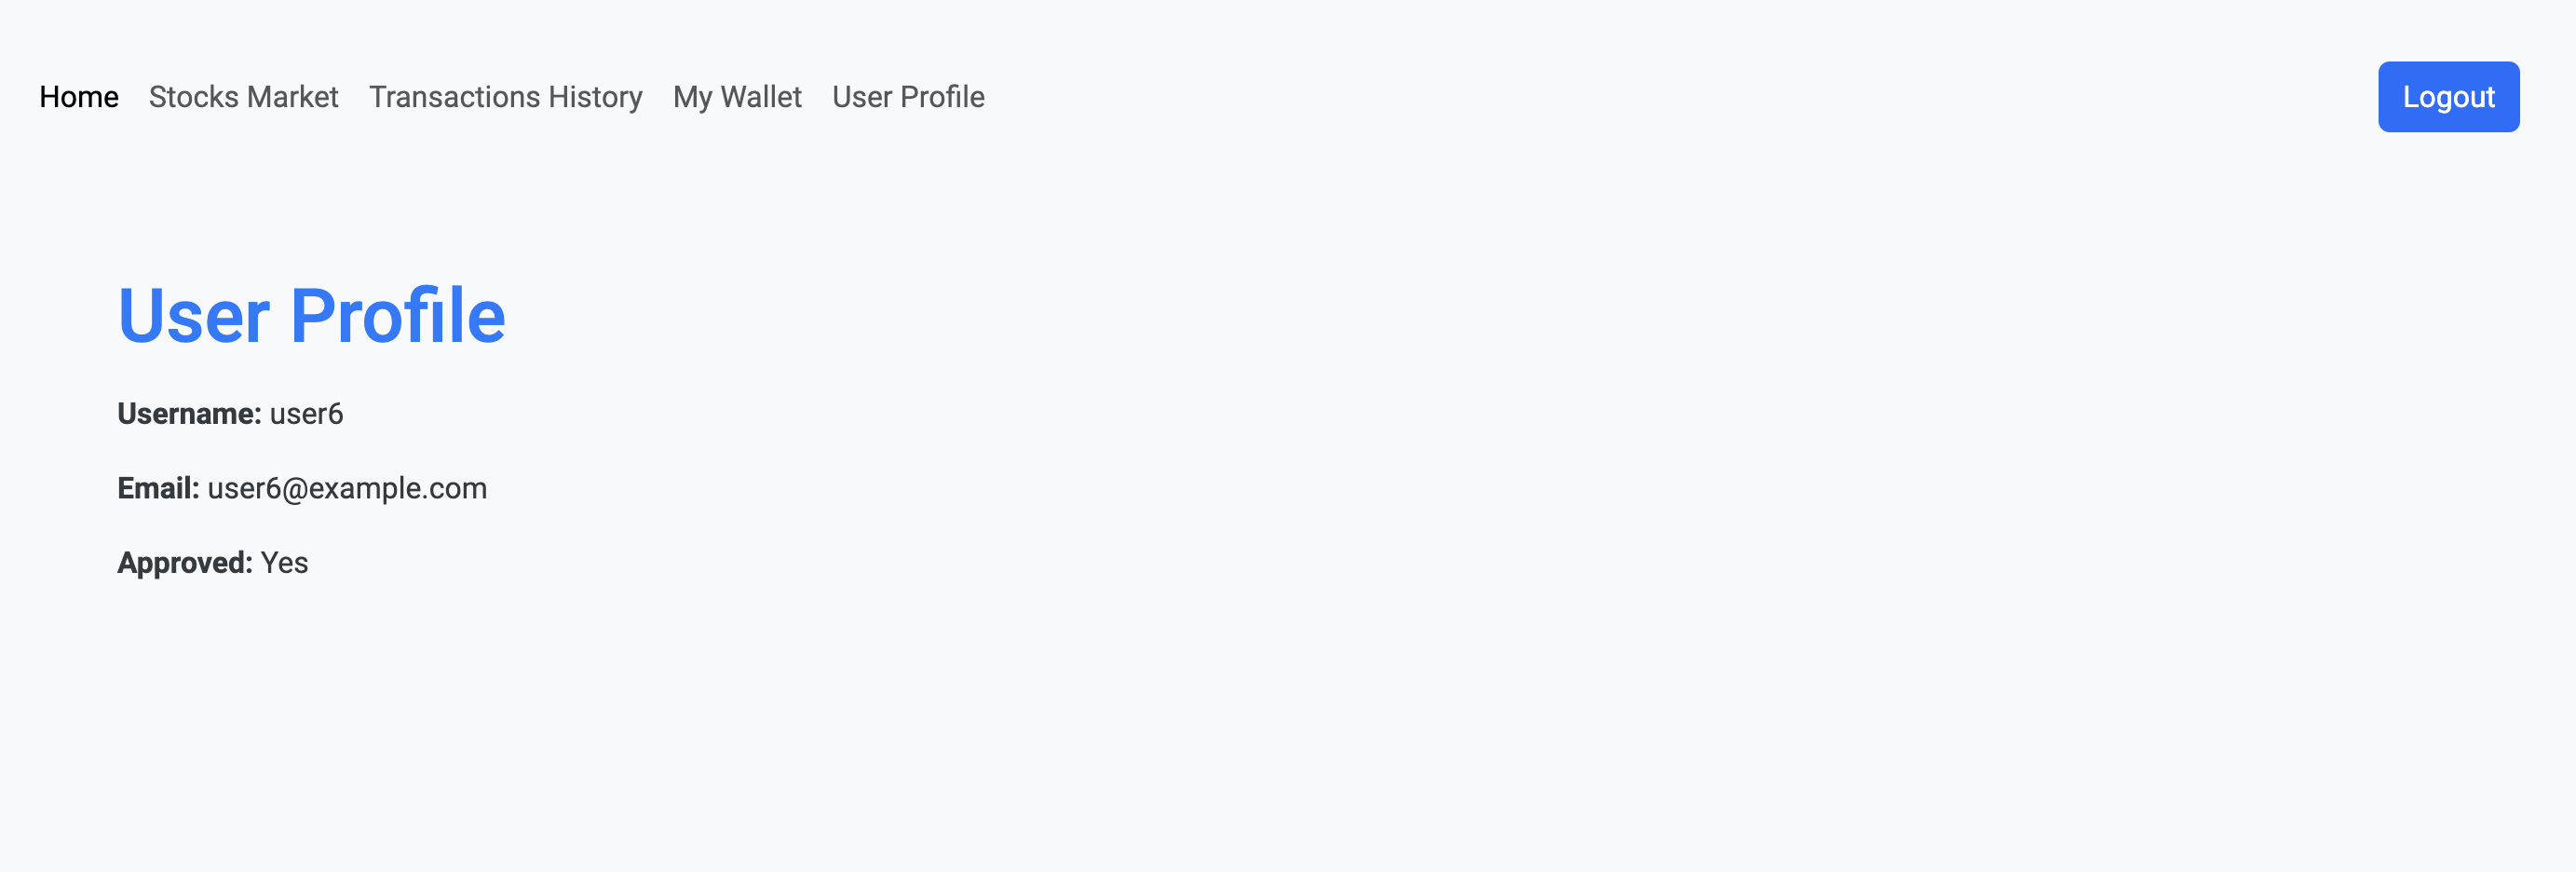 Home Stocks Market Transactions History My Wallet User Profile Logout
User Profile
Username: user6
Email: user6@example.com
Approved: Yes